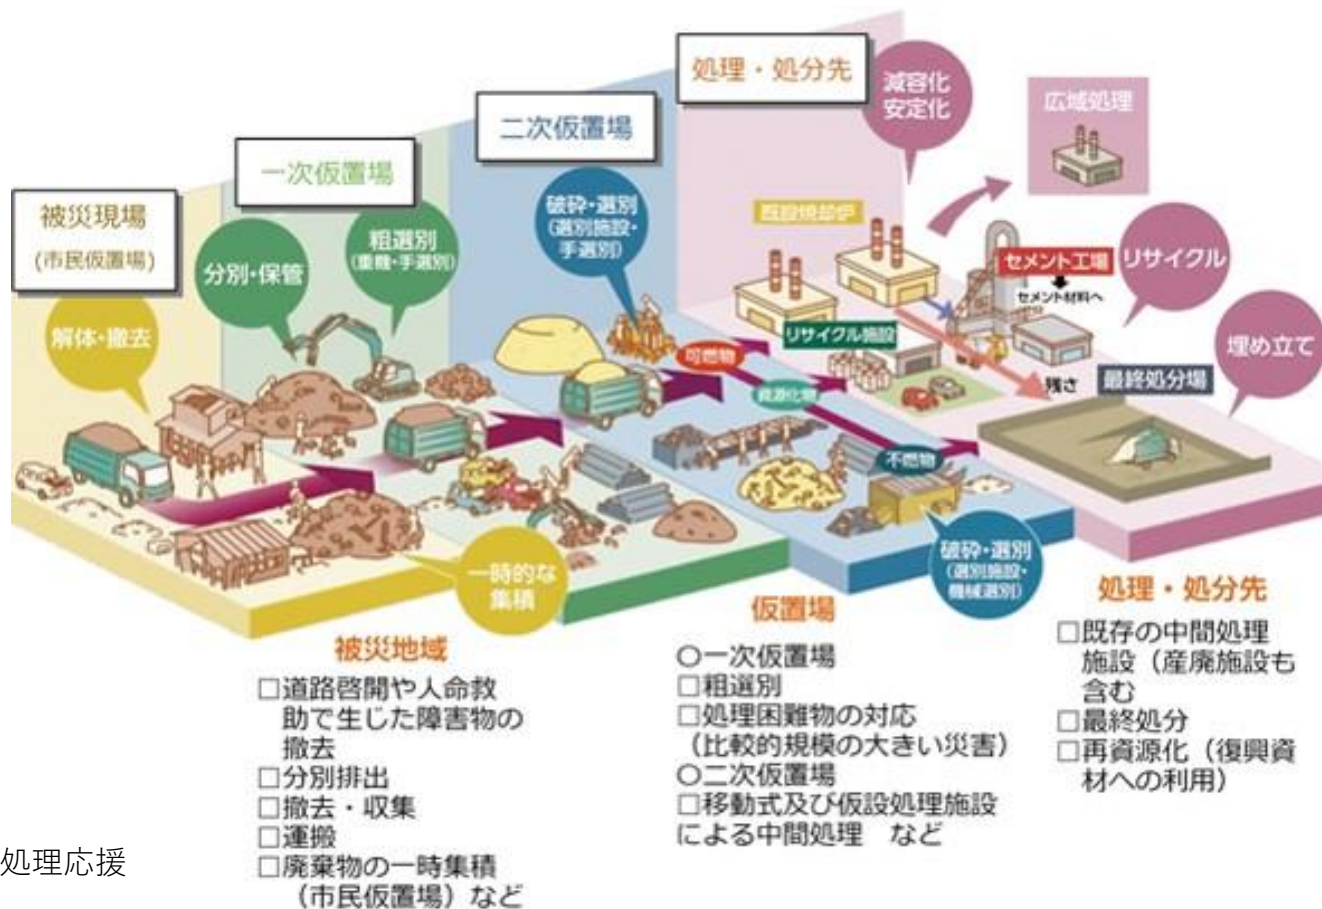 被災現場
(市民仮置場)
一次仮置場
二次仮置場
処理・処分先
解体・撤去
分別・保管
粗選別
(重機・手選別)
破砕・選別
(選別施設・
手選別)
減容化
安定化
広域処理
既設焼却炉
セメント工場
セメント材料へ
リサイクル
リサイクル施設
可燃物
資源化物
不燃物
残さ
最終処分場
埋め立て
一時的な
集積
破砕・選別
(選別施設・
機械選別)
被災地域
□道路啓開や人命救
助で生じた障害物の
撤去
□分別排出
□撤去・収集
□運搬
□廃棄物の一時集積
（市民仮置場）など
仮置場
○一次仮置場
□粗選別
□処理困難物の対応
（比較的規模の大きい災害）
○二次仮置場
□移動式及び仮設処理施設
による中間処理　など
処理・処分先
□既存の中間処理
施設（産廃施設も
含む
□最終処分
□再資源化（復興資
材への利用）
処理応援